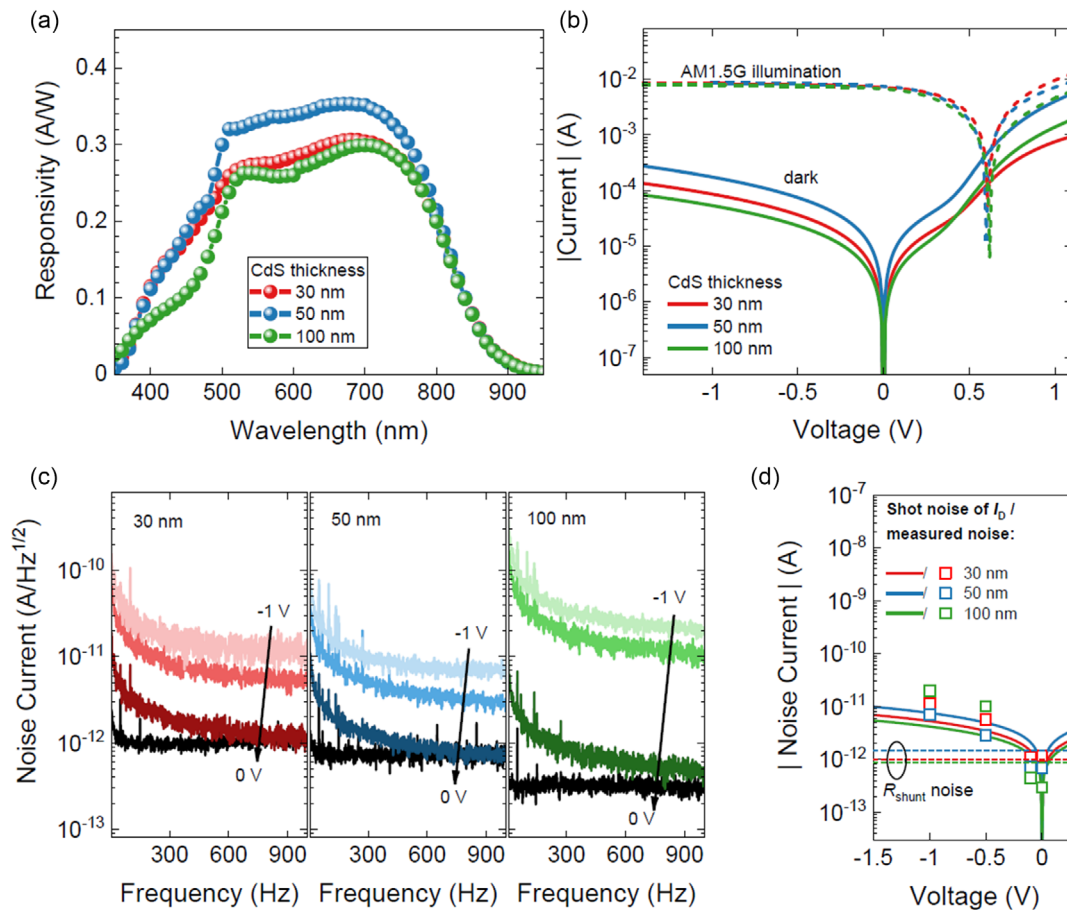 (a)
Responsivity (A/W)
0.4
0.3
0.2
0.1
0
CdS thickness
30 nm
50 nm
100 nm
400 500 600 700 800 900
Wavelength (nm)
(b)
|Current | (A)
10-2
10-3
10-4
10-5
10-6
10-7
AM1.5G illumination
dark
CdS thickness
30 nm
50 nm
100 nm
-1 -0.5 0 0.5 1
Voltage (V)
(c)
Noise Current (A/Hz1/2)
10-10
10-11
10-12
10-13
30 nm
-1 V
0 V
50 nm
-1 V
0 V
100 nm
-1 V
0 V
300 600 900 300 600 900 300 600 900
Frequency (Hz) Frequency (Hz) Frequency (Hz)
(d)
| Noise Current | (A)
10-7
10-8
10-9
10-10
10-11
10-12
10-13
Shot noise of ID /
measured noise:
/ 30 nm
/ 50 nm
/ 100 nm
Rshunt noise
-1.5 -1 -0.5 0
Voltage (V)